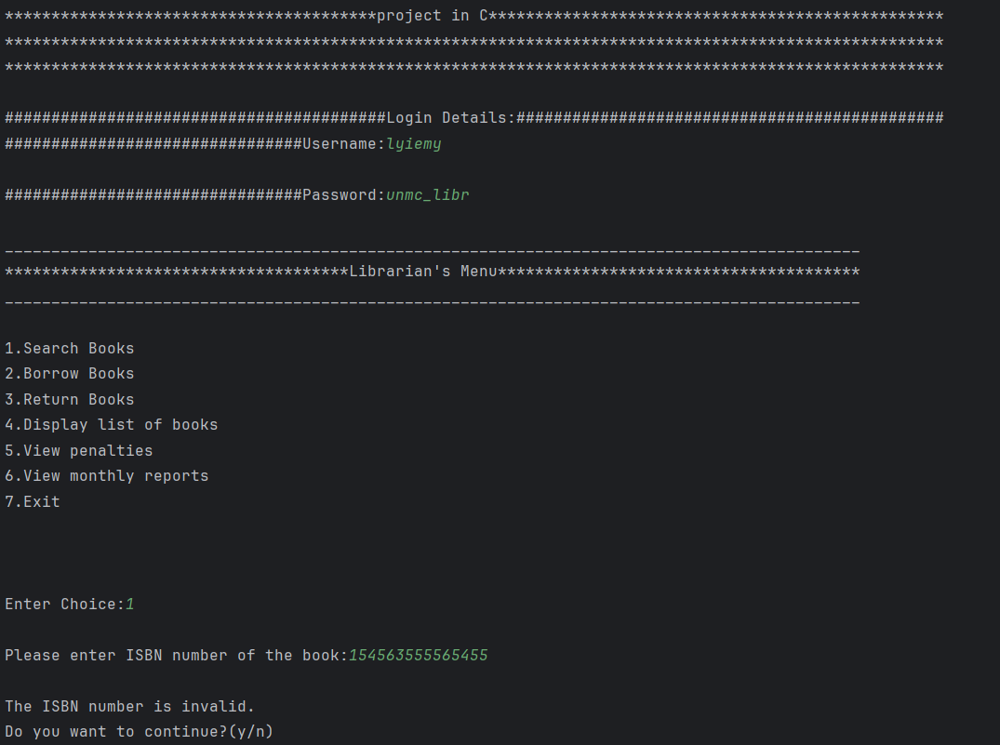 ****************************************project in C*************************************************
*****************************************************************************************************
*****************************************************************************************************
#########################################Login Details:##############################################
################################Username:lyiemy
################################Password:unmc_libr
____________________________________________________________________________________________
*************************************Librarian's Menu***************************************
____________________________________________________________________________________________
1.Search Books
2.Borrow Books
3.Return Books
4.Display list of books
5.View penalties
6.View monthly reports
7.Exit
Enter Choice:1
Please enter ISBN number of the book:154563555565455
The ISBN number is invalid.
Do you want to continue?(y/n)